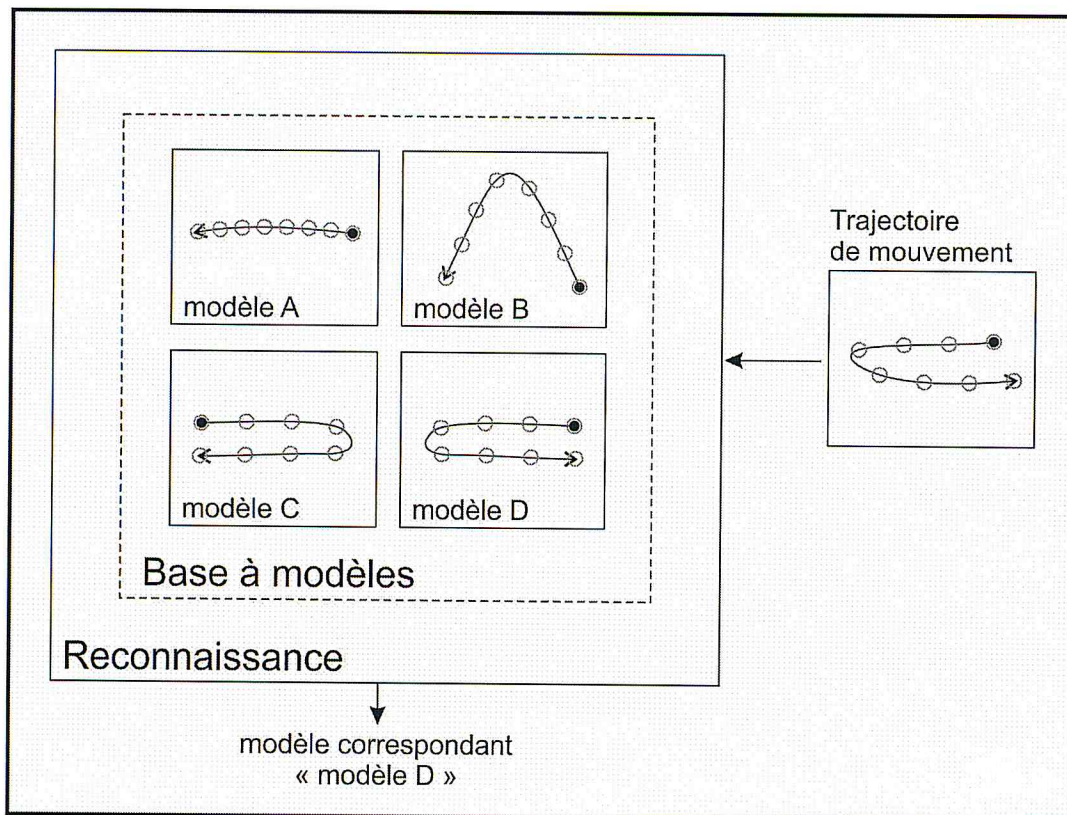 modèle A
modèle B
Trajectoire
de mouvement
modèle C
modèle D
Base à modèles
Reconnaissance
modèle correspondant
« modèle D »